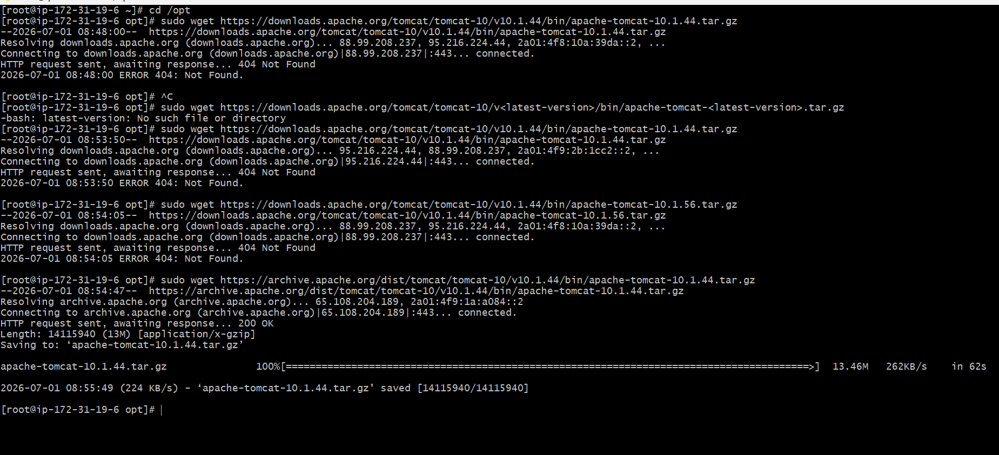 [root@ip-172-31-19-6 ~]# cd /opt
[root@ip-172-31-19-6 opt]# sudo wget https://downloads.apache.org/tomcat/tomcat-10/v10.1.44/bin/apache-tomcat-10.1.44.tar.gz
--2026-07-01 08:48:00--  https://downloads.apache.org/tomcat/tomcat-10/v10.1.44/bin/apache-tomcat-10.1.44.tar.gz
Resolving downloads.apache.org (downloads.apache.org)... 88.99.208.237, 95.216.224.44, 2a01:4f8:10a:39da::2, ...
Connecting to downloads.apache.org (downloads.apache.org)|88.99.208.237|:443... connected.
HTTP request sent, awaiting response... 404 Not Found
2026-07-01 08:48:00 ERROR 404: Not Found.

[root@ip-172-31-19-6 opt]# ^C
[root@ip-172-31-19-6 opt]# sudo wget https://downloads.apache.org/tomcat/tomcat-10/v<latest-version>/bin/apache-tomcat-<latest-version>.tar.gz
-bash: latest-version: No such file or directory
[root@ip-172-31-19-6 opt]# sudo wget https://downloads.apache.org/tomcat/tomcat-10/v10.1.44/bin/apache-tomcat-10.1.44.tar.gz
--2026-07-01 08:53:50--  https://downloads.apache.org/tomcat/tomcat-10/v10.1.44/bin/apache-tomcat-10.1.44.tar.gz
Resolving downloads.apache.org (downloads.apache.org)... 95.216.224.44, 88.99.208.237, 2a01:4f9:2b:1cc2::2, ...
Connecting to downloads.apache.org (downloads.apache.org)|95.216.224.44|:443... connected.
HTTP request sent, awaiting response... 404 Not Found
2026-07-01 08:53:50 ERROR 404: Not Found.

[root@ip-172-31-19-6 opt]# sudo wget https://downloads.apache.org/tomcat/tomcat-10/v10.1.44/bin/apache-tomcat-10.1.56.tar.gz
--2026-07-01 08:54:05--  https://downloads.apache.org/tomcat/tomcat-10/v10.1.44/bin/apache-tomcat-10.1.56.tar.gz
Resolving downloads.apache.org (downloads.apache.org)... 88.99.208.237, 95.216.224.44, 2a01:4f8:10a:39da::2, ...
Connecting to downloads.apache.org (downloads.apache.org)|88.99.208.237|:443... connected.
HTTP request sent, awaiting response... 404 Not Found
2026-07-01 08:54:05 ERROR 404: Not Found.

[root@ip-172-31-19-6 opt]# sudo wget https://archive.apache.org/dist/tomcat/tomcat-10/v10.1.44/bin/apache-tomcat-10.1.44.tar.gz
--2026-07-01 08:54:47--  https://archive.apache.org/dist/tomcat/tomcat-10/v10.1.44/bin/apache-tomcat-10.1.44.tar.gz
Resolving archive.apache.org (archive.apache.org)... 65.108.204.189, 2a01:4f9:1a:a084::2
Connecting to archive.apache.org (archive.apache.org)|65.108.204.189|:443... connected.
HTTP request sent, awaiting response... 200 OK
Length: 14115940 (13M) [application/x-gzip]
Saving to: ‘apache-tomcat-10.1.44.tar.gz’

apache-tomcat-10.1.44.tar.gz               100%[========================================================================================>]  13.46M   262KB/s    in 62s

2026-07-01 08:55:49 (224 KB/s) - ‘apache-tomcat-10.1.44.tar.gz’ saved [14115940/14115940]

[root@ip-172-31-19-6 opt]#